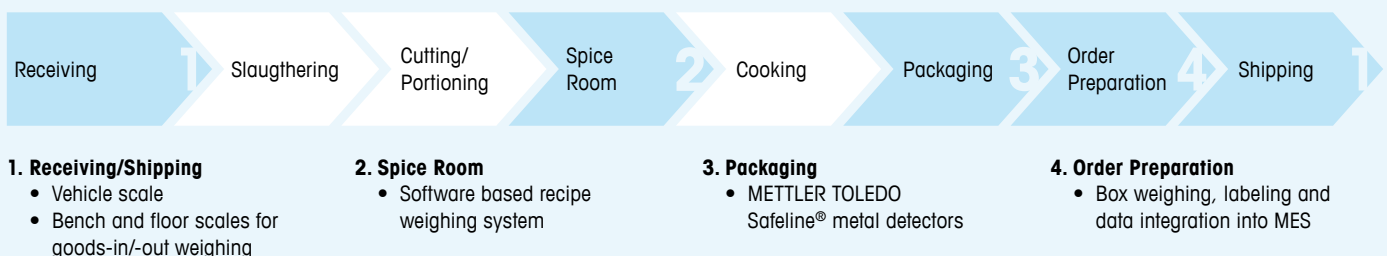 Receiving 1
Slaugthering
Cutting/
Portioning
Spice
Room 2
Cooking
Packaging 3
Order
Preparation 4
Shipping 1
1. Receiving/Shipping
• Vehicle scale
• Bench and floor scales for
goods-in/-out weighing
2. Spice Room
• Software based recipe
weighing system
3. Packaging
• METTLER TOLEDO
Safeline® metal detectors
4. Order Preparation
• Box weighing, labeling and
data integration into MES